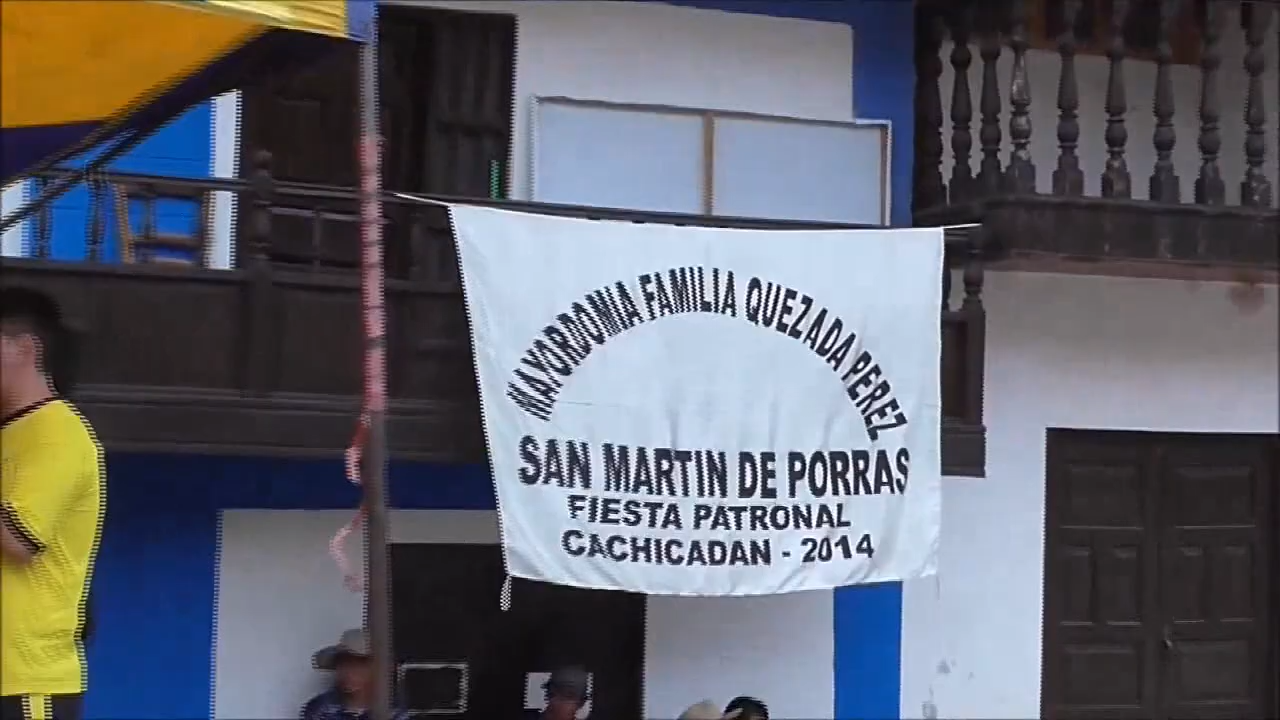 MAYORDOMIA FAMILIA QUEZADA PEREZ
SAN MARTIN DE PORRAS
FIESTA PATRONAL
CACHICADAN - 2014